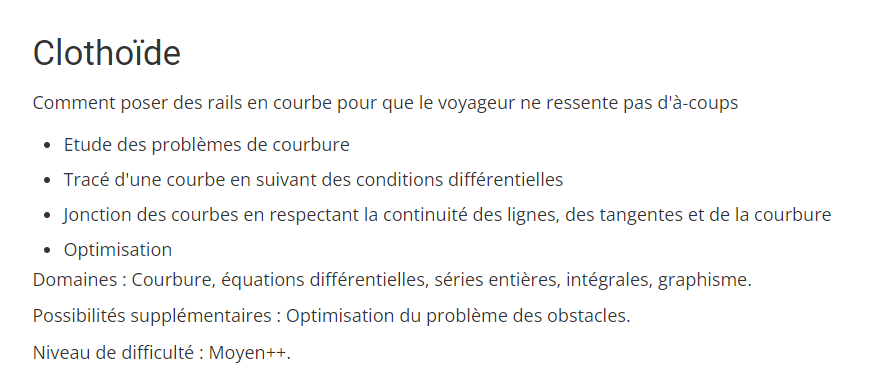 Clothoïde
Comment poser des rails en courbe pour que le voyageur ne ressente pas d'à-coups
• Etude des problèmes de courbure
• Tracé d'une courbe en suivant des conditions différentielles
• Jonction des courbes en respectant la continuité des lignes, des tangentes et de la courbure
• Optimisation
Domaines : Courbure, équations différentielles, séries entières, intégrales, graphisme.
Possibilités supplémentaires : Optimisation du problème des obstacles.
Niveau de difficulté : Moyen++.